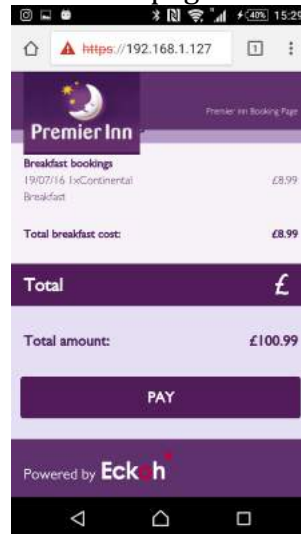 40% 15:29
https://192.168.1.127 1
Premier Inn
Premier Inn Booking Page
Breakfast bookings
19/07/16 1xContinental £8.99
Breakfast
Total breakfast cost: £8.99
Total £
Total amount: £100.99
PAY
Powered by Eckoh